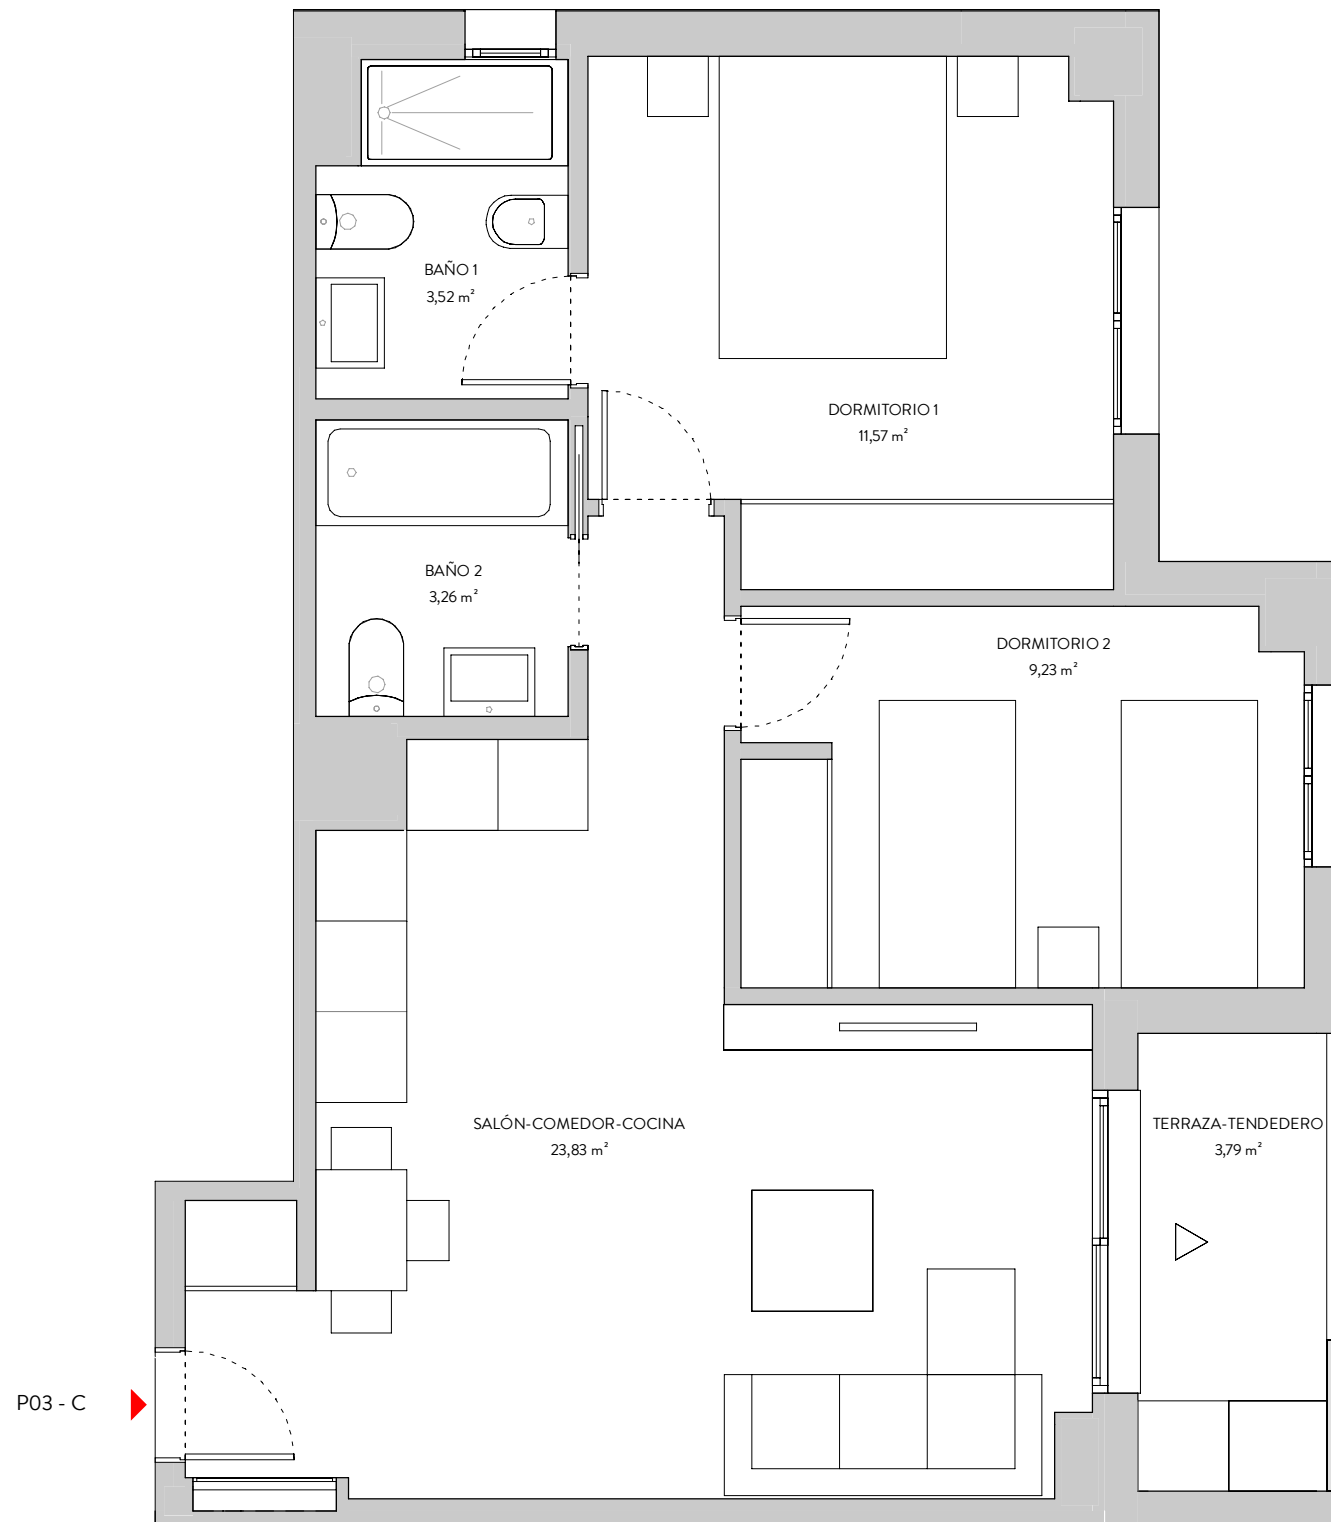 BAÑO 1
3,52 m²
DORMITORIO 1
11,57 m²
BAÑO 2
3,26 m²
DORMITORIO 2
9,23 m²
SALÓN-COMEDOR-COCINA
23,83 m²
TERRAZA-TENDEDERO
3,79 m²
P03 - C